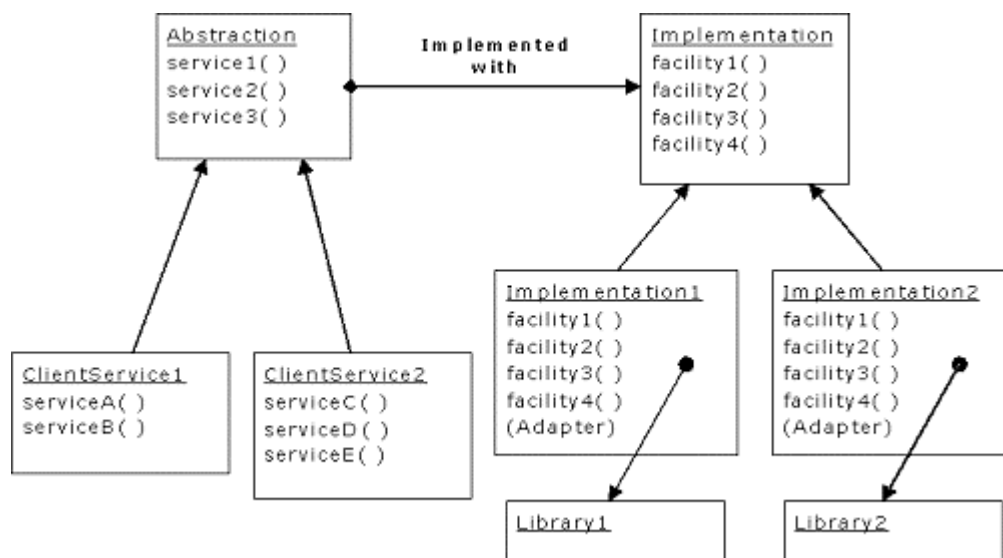 Abstraction
service1( )
service2( )
service3( )
Implemented
with
Implementation
facility1( )
facility2( )
facility3( )
facility4( )
ClientService1
serviceA( )
serviceB( )
ClientService2
serviceC( )
serviceD( )
serviceE( )
Implementation1
facility1( )
facility2( )
facility3( )
facility4( )
(Adapter)
Implementation2
facility1( )
facility2( )
facility3( )
facility4( )
(Adapter)
Library1
Library2